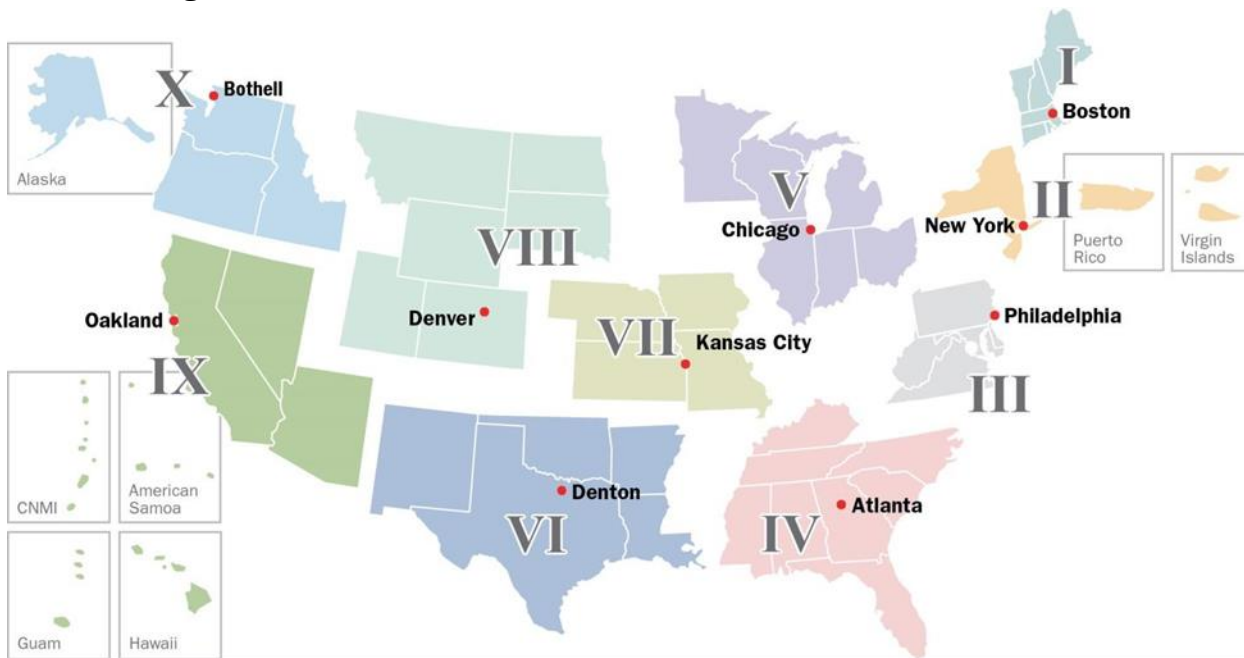 I
X
Bothell
Boston
Alaska
V
II
VIII
Chicago
New York
Puerto
Rico
Virgin
Islands
Oakland
Denver
Philadelphia
VII
Kansas City
IX
III
CNMI
American
Samoa
Denton
Atlanta
VI
IV
Guam
Hawaii